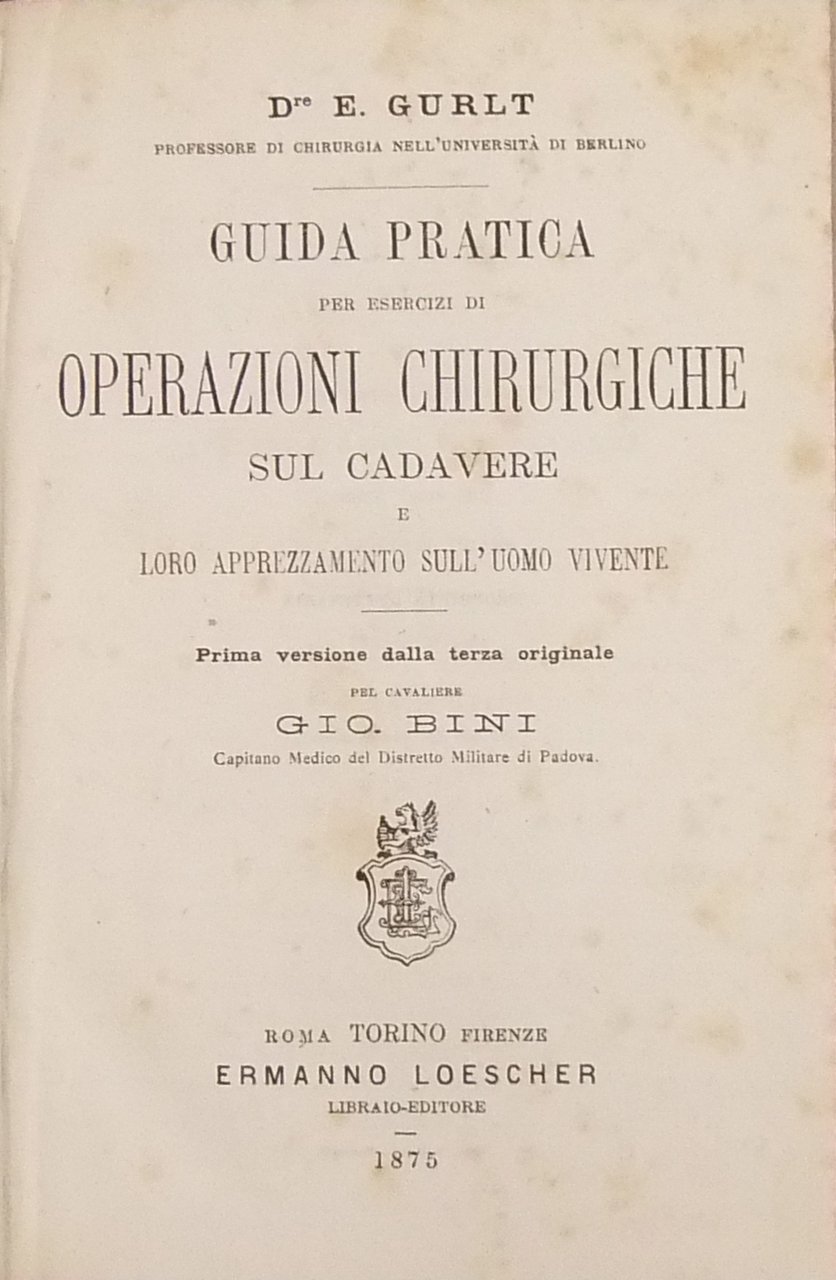 Dre E. GURLT
PROFESSORE DI CHIRURGIA NELL'UNIVERSITÀ DI BERLINO
GUIDA PRATICA
PER ESERCIZI DI
OPERAZIONI CHIRURGICHE
SUL CADAVERE
E
LORO APPREZZAMENTO SULL'UOMO VIVENTE
Prima versione dalla terza originale
PEL CAVALIERE
GIO. BINI
Capitano Medico del Distretto Militare di Padova.
ROMA TORINO FIRENZE
ERMANNO LOESCHER
LIBRAIO-EDITORE
1875